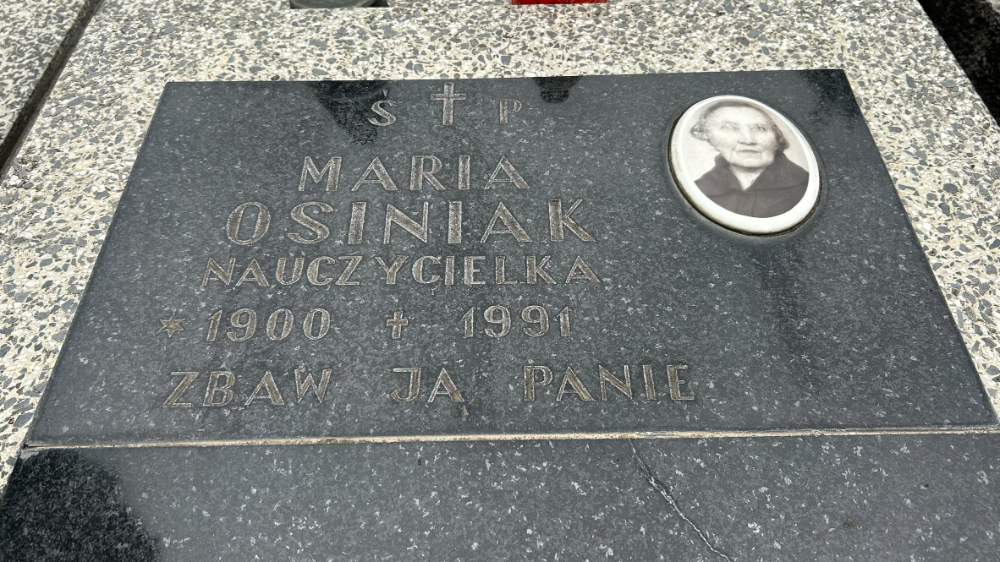 Ś P
MARIA
OSINIAK
NAUCZYCIELKA
* 1900 ✝ 1991
ZBAW JĄ PANIE